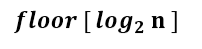 floor [ log₂ n ]